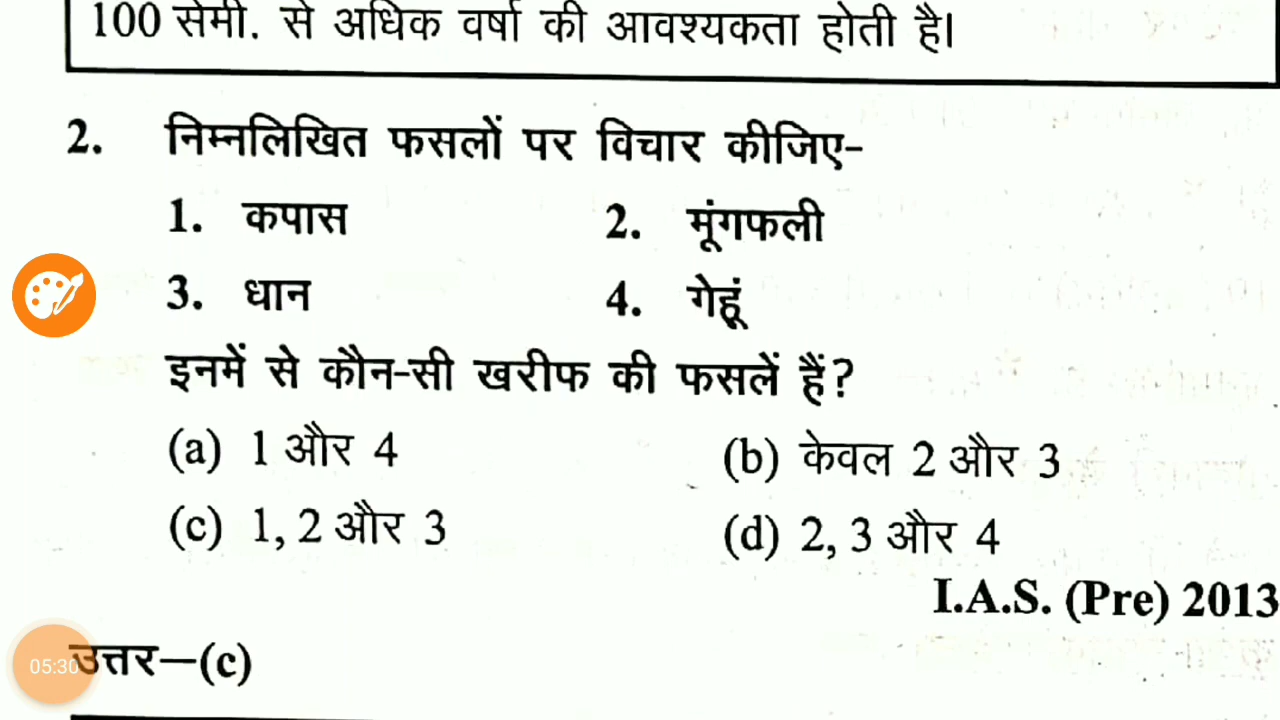 100 सेमी. से अधिक वर्षा की आवश्यकता होती है।
2. निम्नलिखित फसलों पर विचार कीजिए-
1. कपास 2. मूंगफली
3. धान 4. गेहूं
इनमें से कौन-सी खरीफ की फसलें हैं?
(a) 1 और 4 (b) केवल 2 और 3
(c) 1, 2 और 3 (d) 2, 3 और 4
I.A.S. (Pre) 2013
उत्तर—(c)
05:30